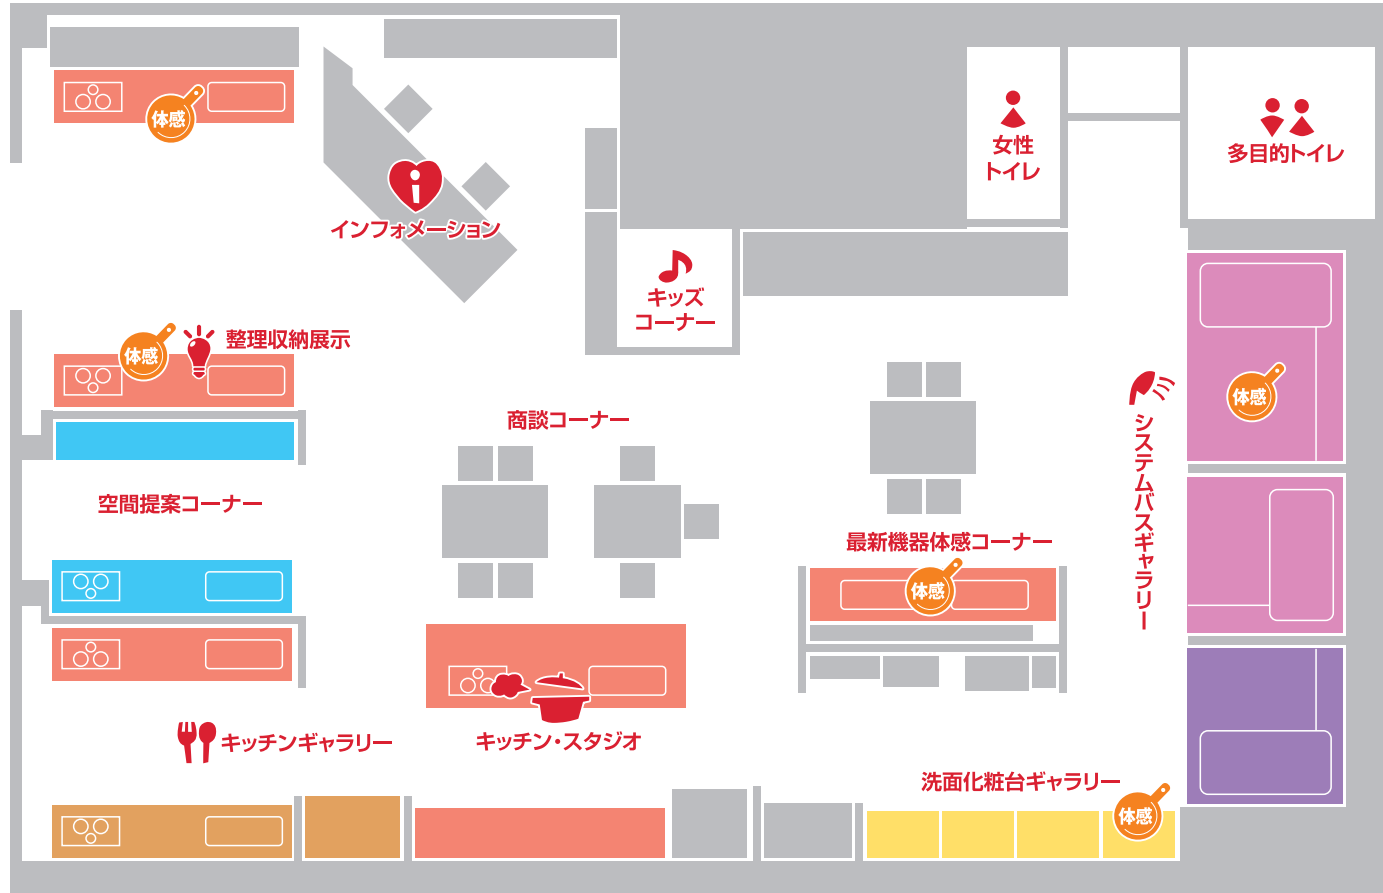 体感
女性
トイレ
多目的トイレ
インフォメーション
キッズ
コーナー
体感
整理収納展示
体感
商談コーナー
システムバスギャラリー
空間提案コーナー
最新機器体感コーナー
体感
キッチンギャラリー
キッチン・スタジオ
洗面化粧台ギャラリー
体感